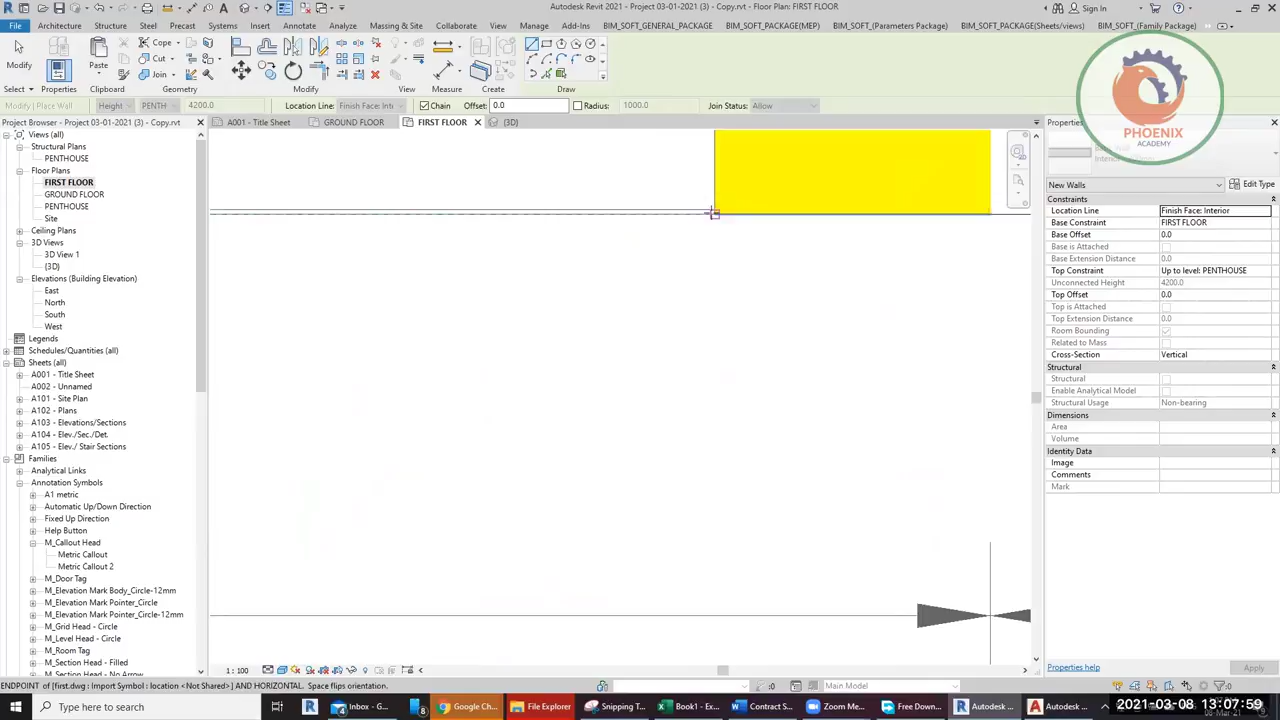 Autodesk Revit 2021 - Project 03-01-2021 (3) - Copy.rvt - Floor Plan: FIRST FLOOR
Sign In
Architecture Structure Steel Precast Systems Insert Annotate Analyze Massing & Site Collaborate View Manage Add-Ins BIM_SOFT_GENERAL_PACKAGE BIM_SOFT_PACKAGE(MEP) BIM_SOFT_(Parameters Package) BIM_SOFT_PACKAGE(Sheets/views) BIM_SOFT_(Family Package)
Modify Paste Cope Cut Join
Select Properties Clipboard Geometry Modify View Measure Create Draw
Modify | Place Wall Height PENTH 4200.0 Location Line: Finish Face: Inte Chain Offset: 0.0 Radius: 1000.0 Join Status: Allow
PHOENIX
ACADEMY
Project Browser - Project 03-01-2021 (3) - Copy.rvt
A001 - Title Sheet GROUND FLOOR FIRST FLOOR {3D}
Views (all)
Structural Plans
PENTHOUSE
Floor Plans
FIRST FLOOR
GROUND FLOOR
PENTHOUSE
Site
Ceiling Plans
3D Views
3D View 1
{3D}
Elevations (Building Elevation)
East
North
South
West
Legends
Schedules/Quantities (all)
Sheets (all)
A001 - Title Sheet
A002 - Unnamed
A101 - Site Plan
A102 - Plans
A103 - Elevations/Sections
A104 - Elev./Sec./Det.
A105 - Elev./ Stair Sections
Families
Analytical Links
Annotation Symbols
A1 metric
Automatic Up/Down Direction
Fixed Up Direction
Help Button
M_Callout Head
Metric Callout
Metric Callout 2
M_Door Tag
M_Elevation Mark Body_Circle-12mm
M_Elevation Mark Pointer_Circle
M_Elevation Mark Pointer_Circle-12mm
M_Grid Head - Circle
M_Level Head - Circle
M_Room Tag
M_Section Head - Filled
M_Section Head - No Arrow
Properties
New Walls Edit Type
Constraints
Location Line Finish Face: Interior
Base Constraint FIRST FLOOR
Base Offset 0.0
Base is Attached
Base Extension Distance 0.0
Top Constraint Up to level: PENTHOUSE
Unconnected Height 4200.0
Top Offset 0.0
Top is Attached
Top Extension Distance 0.0
Room Bounding
Related to Mass
Cross-Section Vertical
Structural
Structural
Enable Analytical Model
Structural Usage Non-bearing
Dimensions
Area
Volume
Identity Data
Image
Comments
Mark
Properties help Apply
1 : 100
ENDPOINT of [first.dwg : Import Symbol : location <Not Shared>] AND HORIZONTAL. Space flips orientation.
:0 Main Model :0
Type here to search
Inbox - G... Google Ch... File Explorer Snipping T... Book1 - Ex... Contract S... Zoom Me... Free Down... Autodesk ... Autodesk ...
2021-03-08 13:07:59